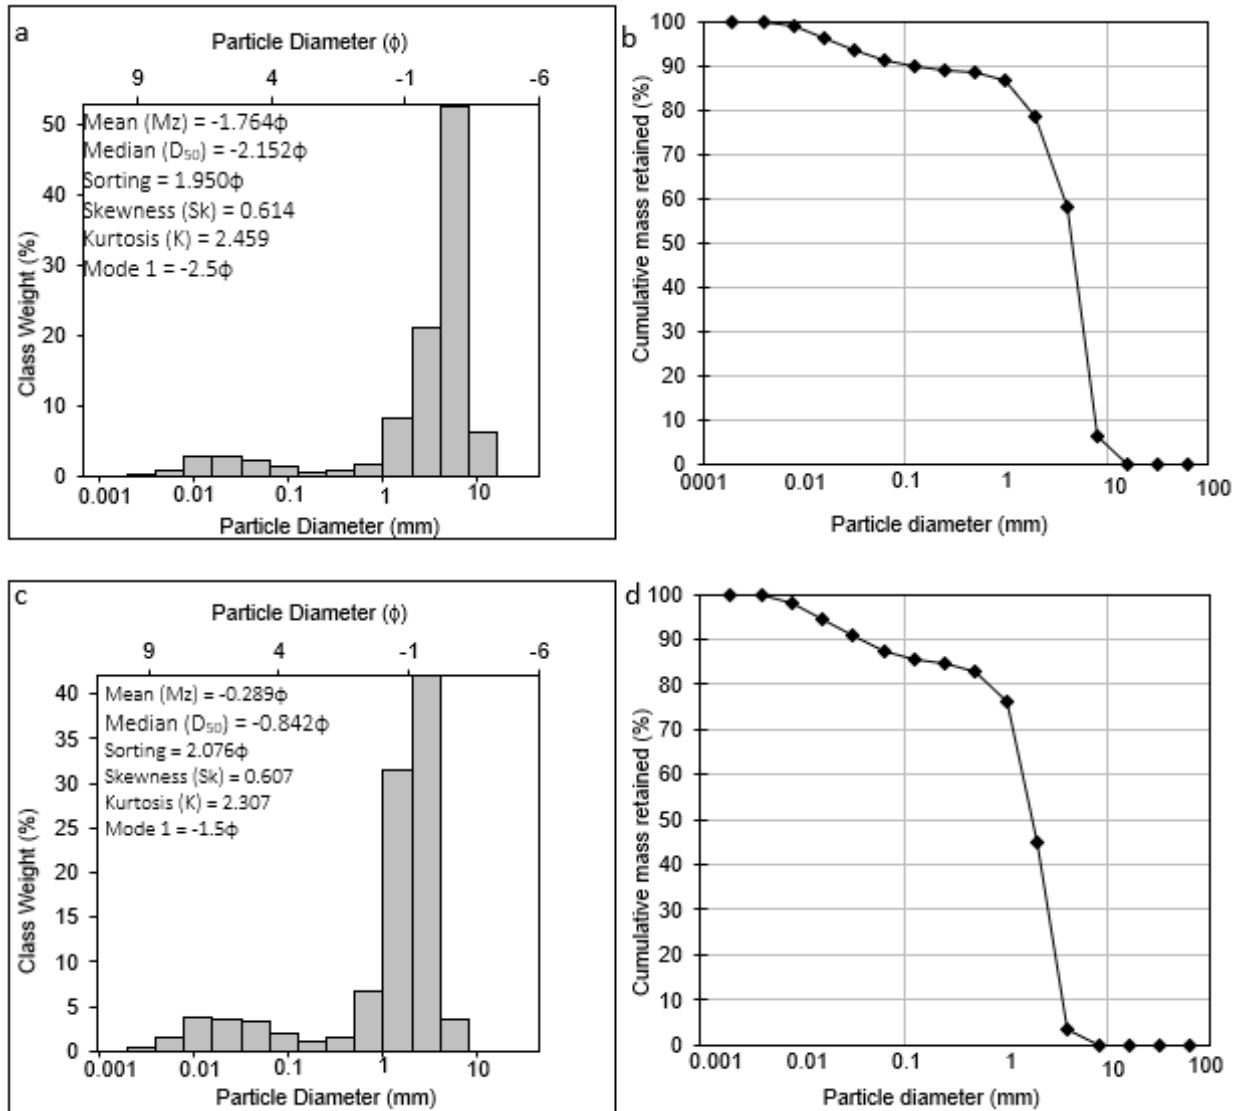 a
Particle Diameter (ϕ)
9 4 -1 -6
Mean (Mz) = -1.764ϕ
Median (D₅₀) = -2.152ϕ
Sorting = 1.950ϕ
Skewness (Sk) = 0.614
Kurtosis (K) = 2.459
Mode 1 = -2.5ϕ
Class Weight (%)
50
40
30
20
10
0
0.001 0.01 0.1 1 10
Particle Diameter (mm)
b
Cumulative mass retained (%)
100
90
80
70
60
50
40
30
20
10
0
0001 0.01 0.1 1 10 100
Particle diameter (mm)
c
Particle Diameter (ϕ)
9 4 -1 -6
Mean (Mz) = -0.289ϕ
Median (D₅₀) = -0.842ϕ
Sorting = 2.076ϕ
Skewness (Sk) = 0.607
Kurtosis (K) = 2.307
Mode 1 = -1.5ϕ
Class Weight (%)
40
35
30
25
20
15
10
5
0
0.001 0.01 0.1 1 10
Particle Diameter (mm)
d
Cumulative mass retained (%)
100
90
80
70
60
50
40
30
20
10
0
0.001 0.01 0.1 1 10 100
Particle diameter (mm)